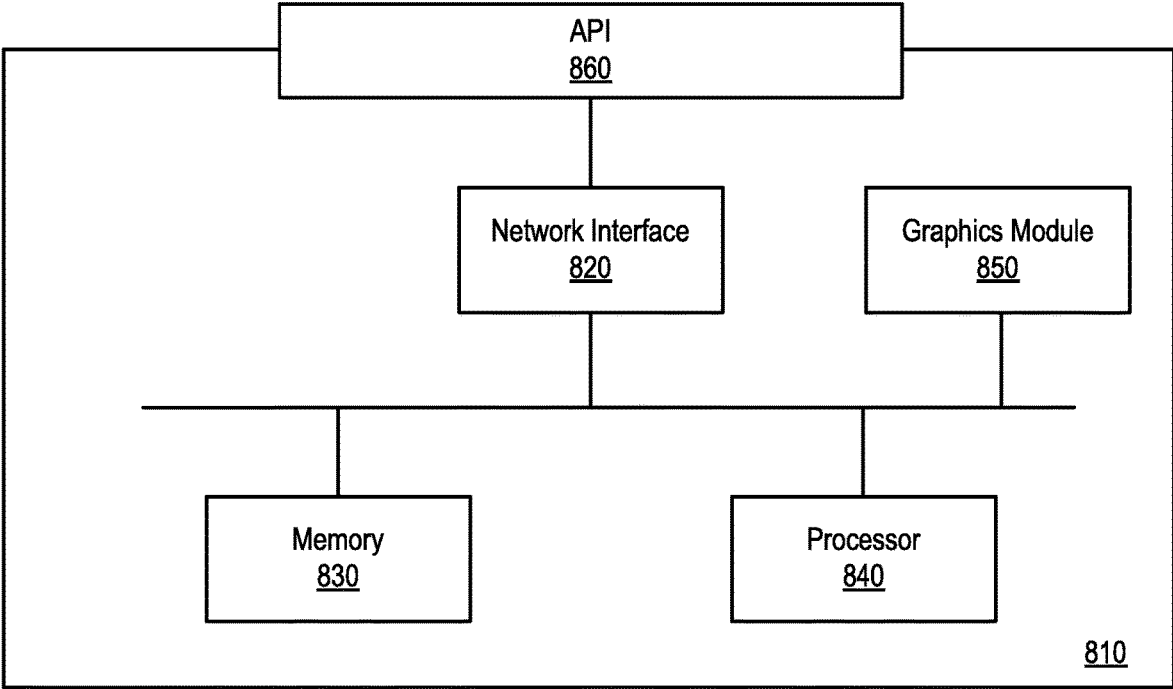 API
860
Network Interface
820
Graphics Module
850
Memory
830
Processor
840
810